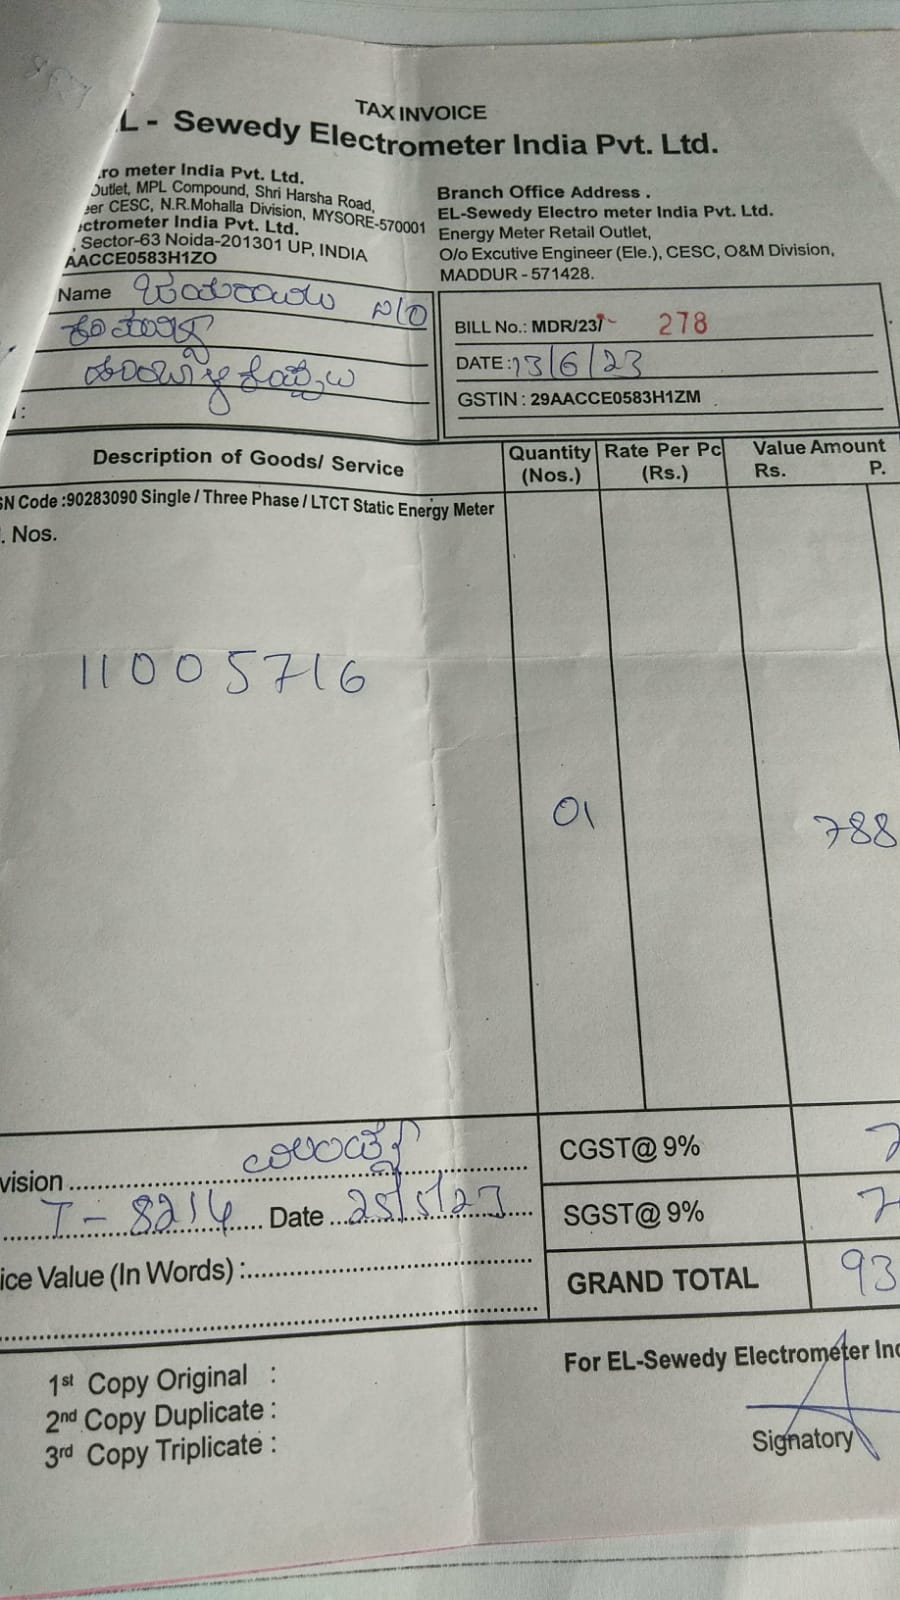 TAX INVOICE
L - Sewedy Electrometer India Pvt. Ltd.
ro meter India Pvt. Ltd.
Outlet, MPL Compound, Shri Harsha Road,
CESC, N.R.Mohalla Division, MYSORE-570001
ctrometer India Pvt. Ltd.
, Sector-63 Noida-201301 UP, INDIA
AACCE0583H1ZO
Branch Office Address .
EL-Sewedy Electro meter India Pvt. Ltd.
Energy Meter Retail Outlet,
O/o Excutive Engineer (Ele.), CESC, O&M Division,
MADDUR - 571428.
Name
BILL No.: MDR/23/ 278
DATE : 13/6/23
GSTIN : 29AACCE0583H1ZM
Description of Goods/ Service
Quantity (Nos.)
Rate Per Pc (Rs.)
Value Amount
Rs. P.
SN Code :90283090 Single / Three Phase / LTCT Static Energy Meter
. Nos.
11005716
01
788
vision
CGST@ 9% 7
T - 8214 Date 25/5/23
SGST@ 9% 7
ice Value (In Words) :
GRAND TOTAL 93
1st Copy Original :
2nd Copy Duplicate :
3rd Copy Triplicate :
For EL-Sewedy Electrometer Ind
Signatory